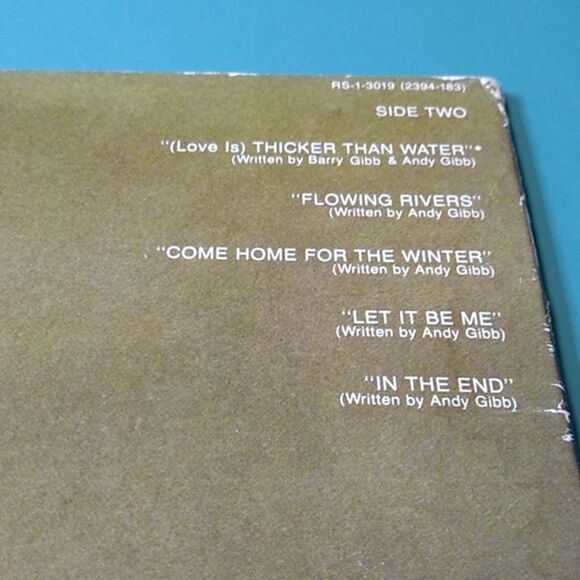 RS-1-3019 (2394-183)
SIDE TWO
"(Love Is) THICKER THAN WATER"*
(Written by Barry Gibb & Andy Gibb)
"FLOWING RIVERS"
(Written by Andy Gibb)
"COME HOME FOR THE WINTER"
(Written by Andy Gibb)
"LET IT BE ME"
(Written by Andy Gibb)
"IN THE END"
(Written by Andy Gibb)